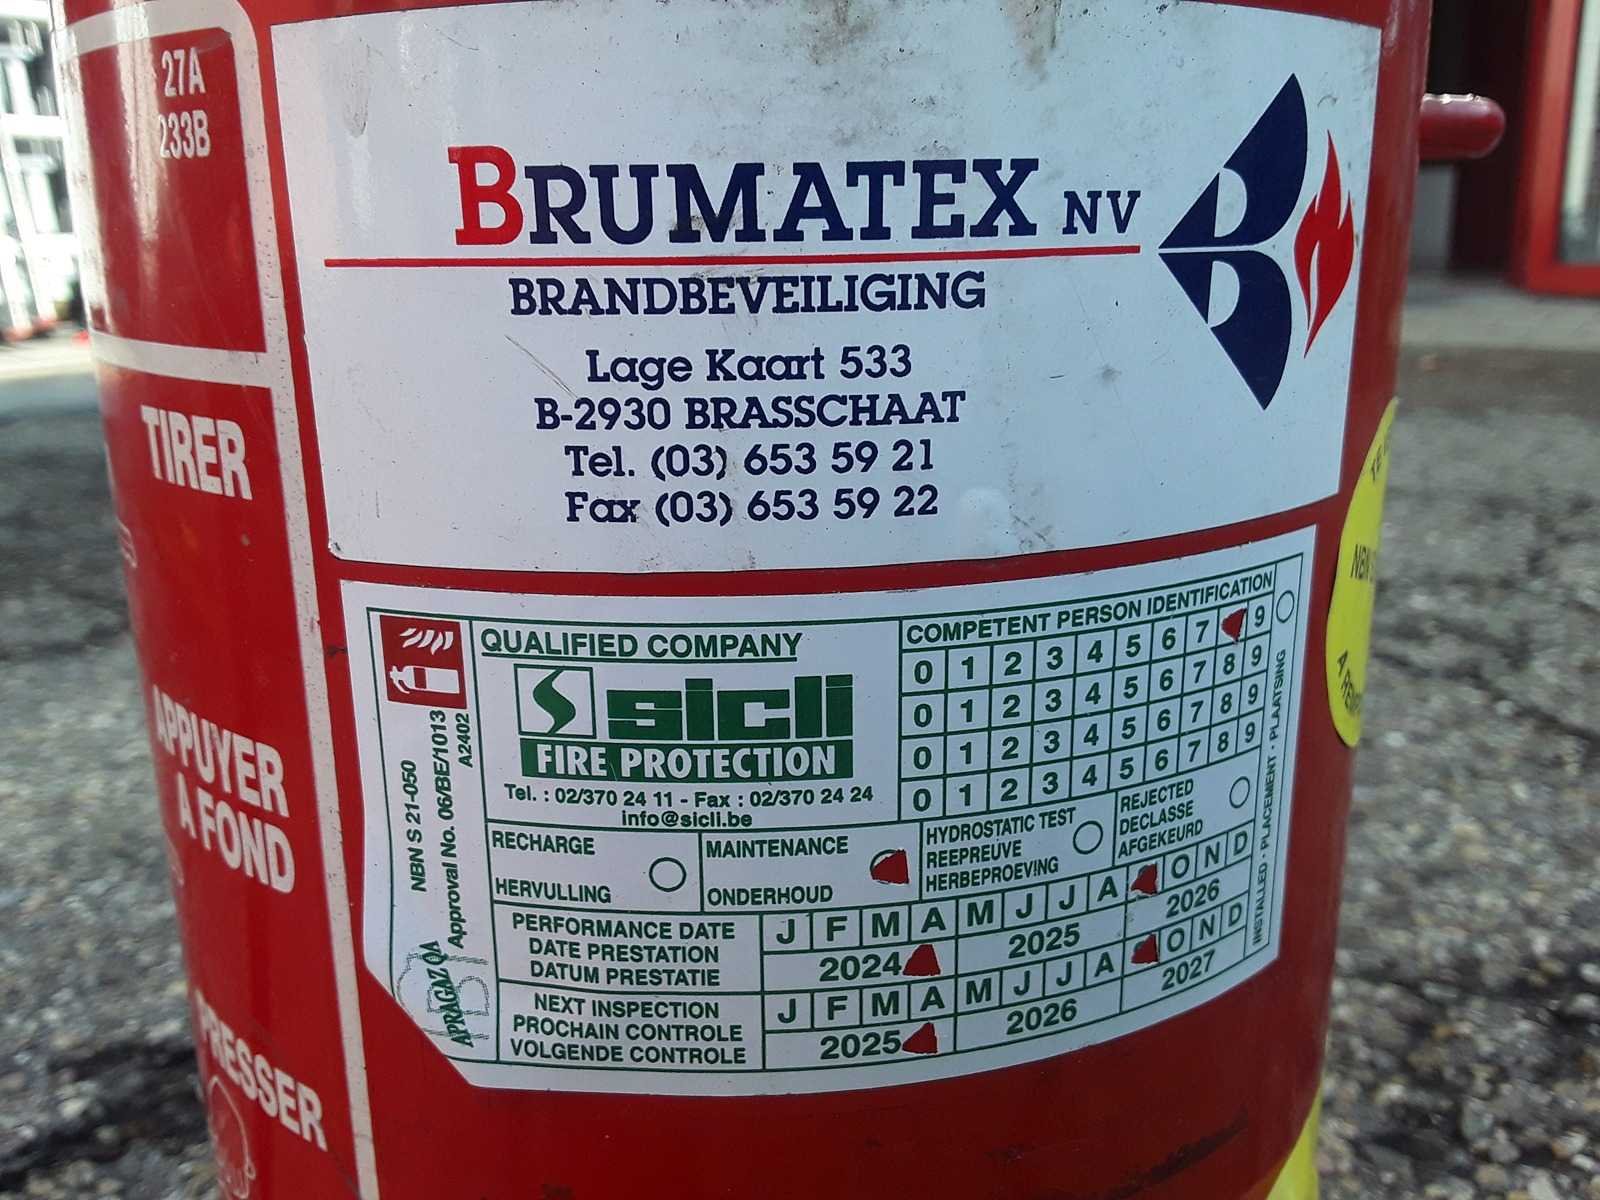 27A
233B
TIRER
APPUYER
A FOND
PRESSER
BRUMATEX NV
BRANDBEVEILIGING
Lage Kaart 533
B-2930 BRASSCHAAT
Tel. (03) 653 59 21
Fax (03) 653 59 22
NBN S 21-050
Approval No. 06/BE/1013
A2402
APRAGAZ QA
QUALIFIED COMPANY
sicli
FIRE PROTECTION
Tel. : 02/370 24 11 - Fax : 02/370 24 24
info@sicli.be
COMPETENT PERSON IDENTIFICATION
0 1 2 3 4 5 6 7 9
0 1 2 3 4 5 6 7 8 9
0 1 2 3 4 5 6 7 8 9
0 1 2 3 4 5 6 7 8 9
RECHARGE
HERVULLING
MAINTENANCE
ONDERHOUD
HYDROSTATIC TEST
REEPREUVE
HERBEPROEVING
REJECTED
DECLASSE
AFGEKEURD
INSTALLED · PLACEMENT · PLAATSING
PERFORMANCE DATE
DATE PRESTATION
DATUM PRESTATIE
J F M A M J J A O N D
2024 2025 2026
NEXT INSPECTION
PROCHAIN CONTROLE
VOLGENDE CONTROLE
J F M A M J J A O N D
2025 2026 2027